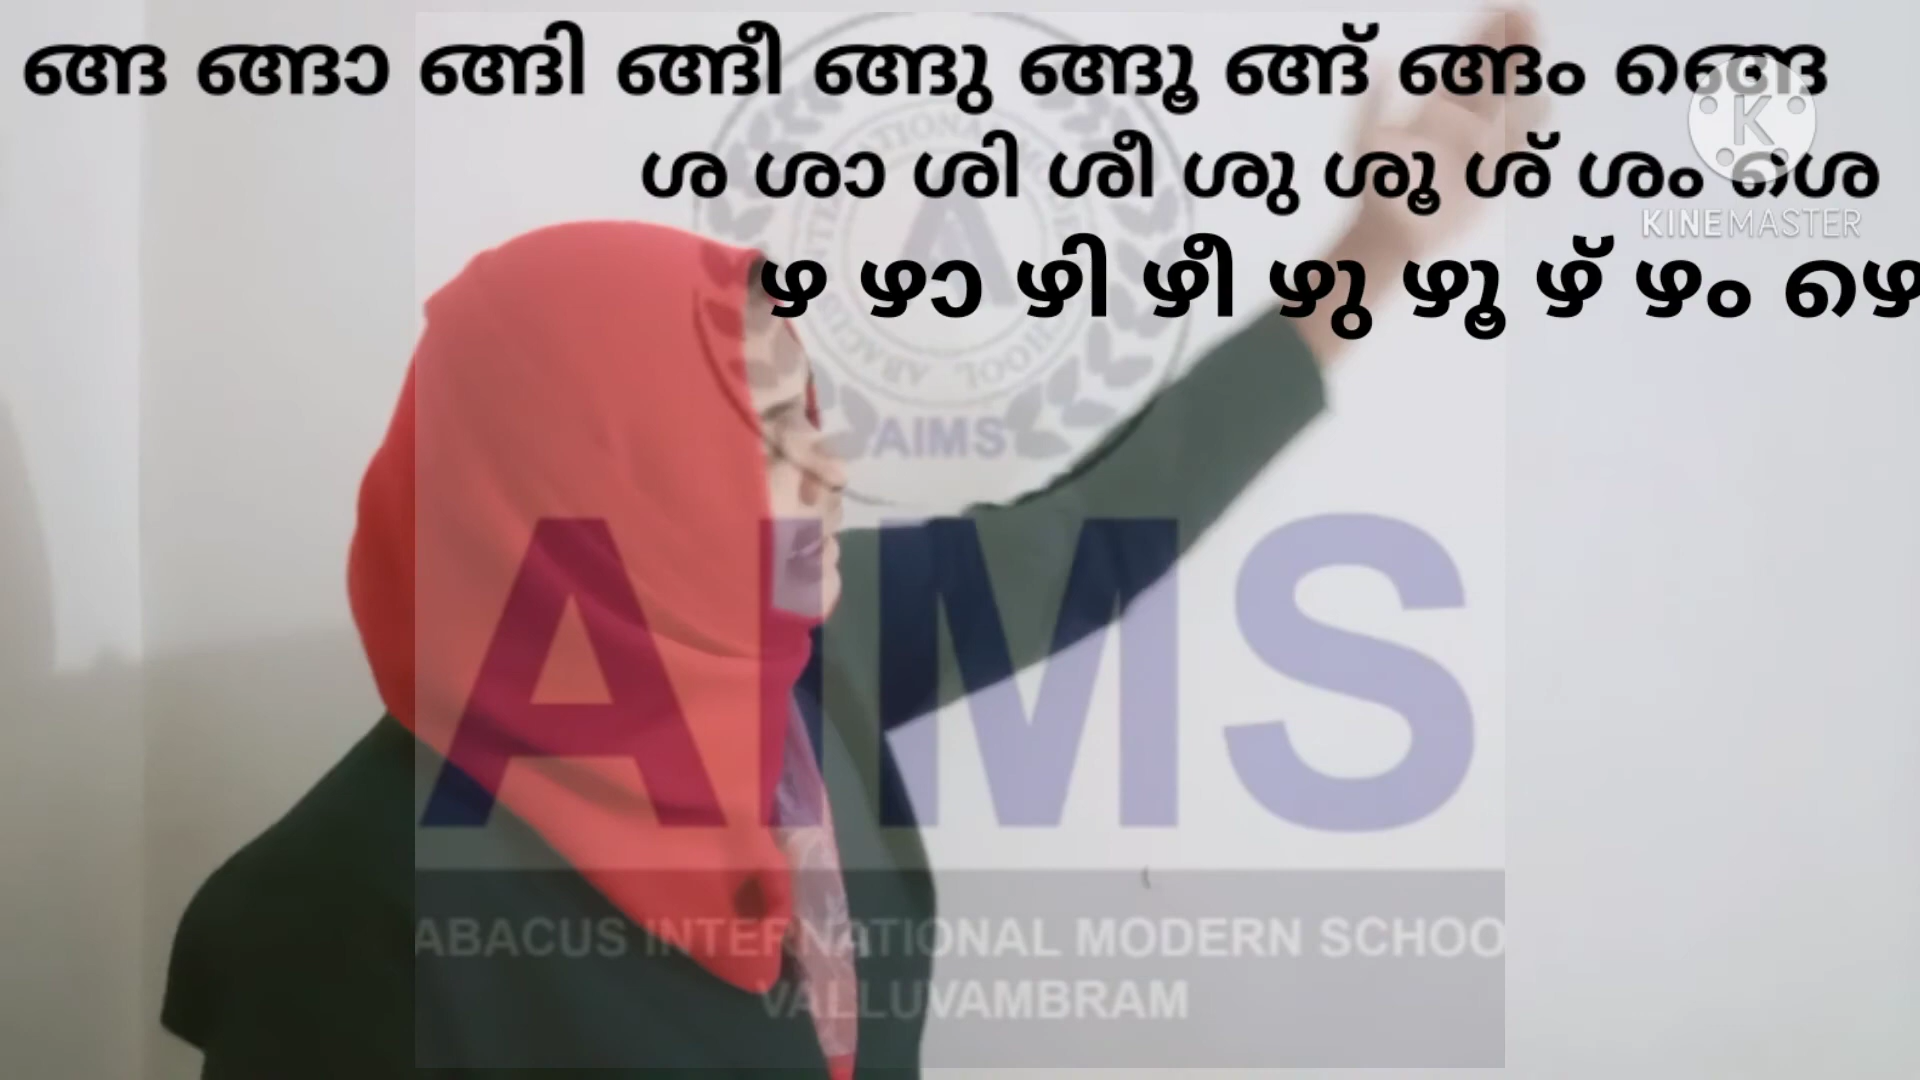 ങ്ങ ങ്ങാ ങ്ങി ങ്ങീ ങ്ങു ങ്ങൂ ങ്ങ് ങ്ങം ങ്ങെ
ശ ശാ ശി ശീ ശു ശൂ ശ് ശം ശെ
ഴ ഴാ ഴി ഴീ ഴു ഴൂ ഴ് ഴം ഴെ
K
KINEMASTER
AIMS
AIMS
ABACUS INTERNATIONAL MODERN SCHOO
VALLUVAMBRAM